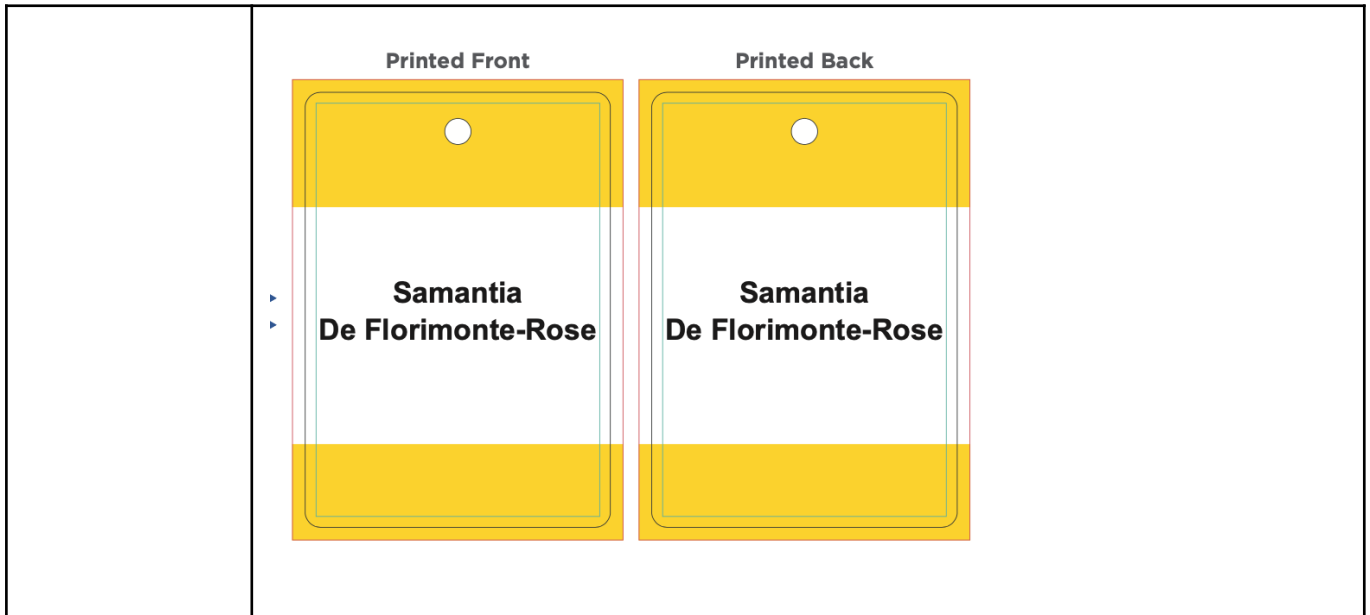 Printed Front
Printed Back
Samantia
De Florimonte-Rose
Samantia
De Florimonte-Rose